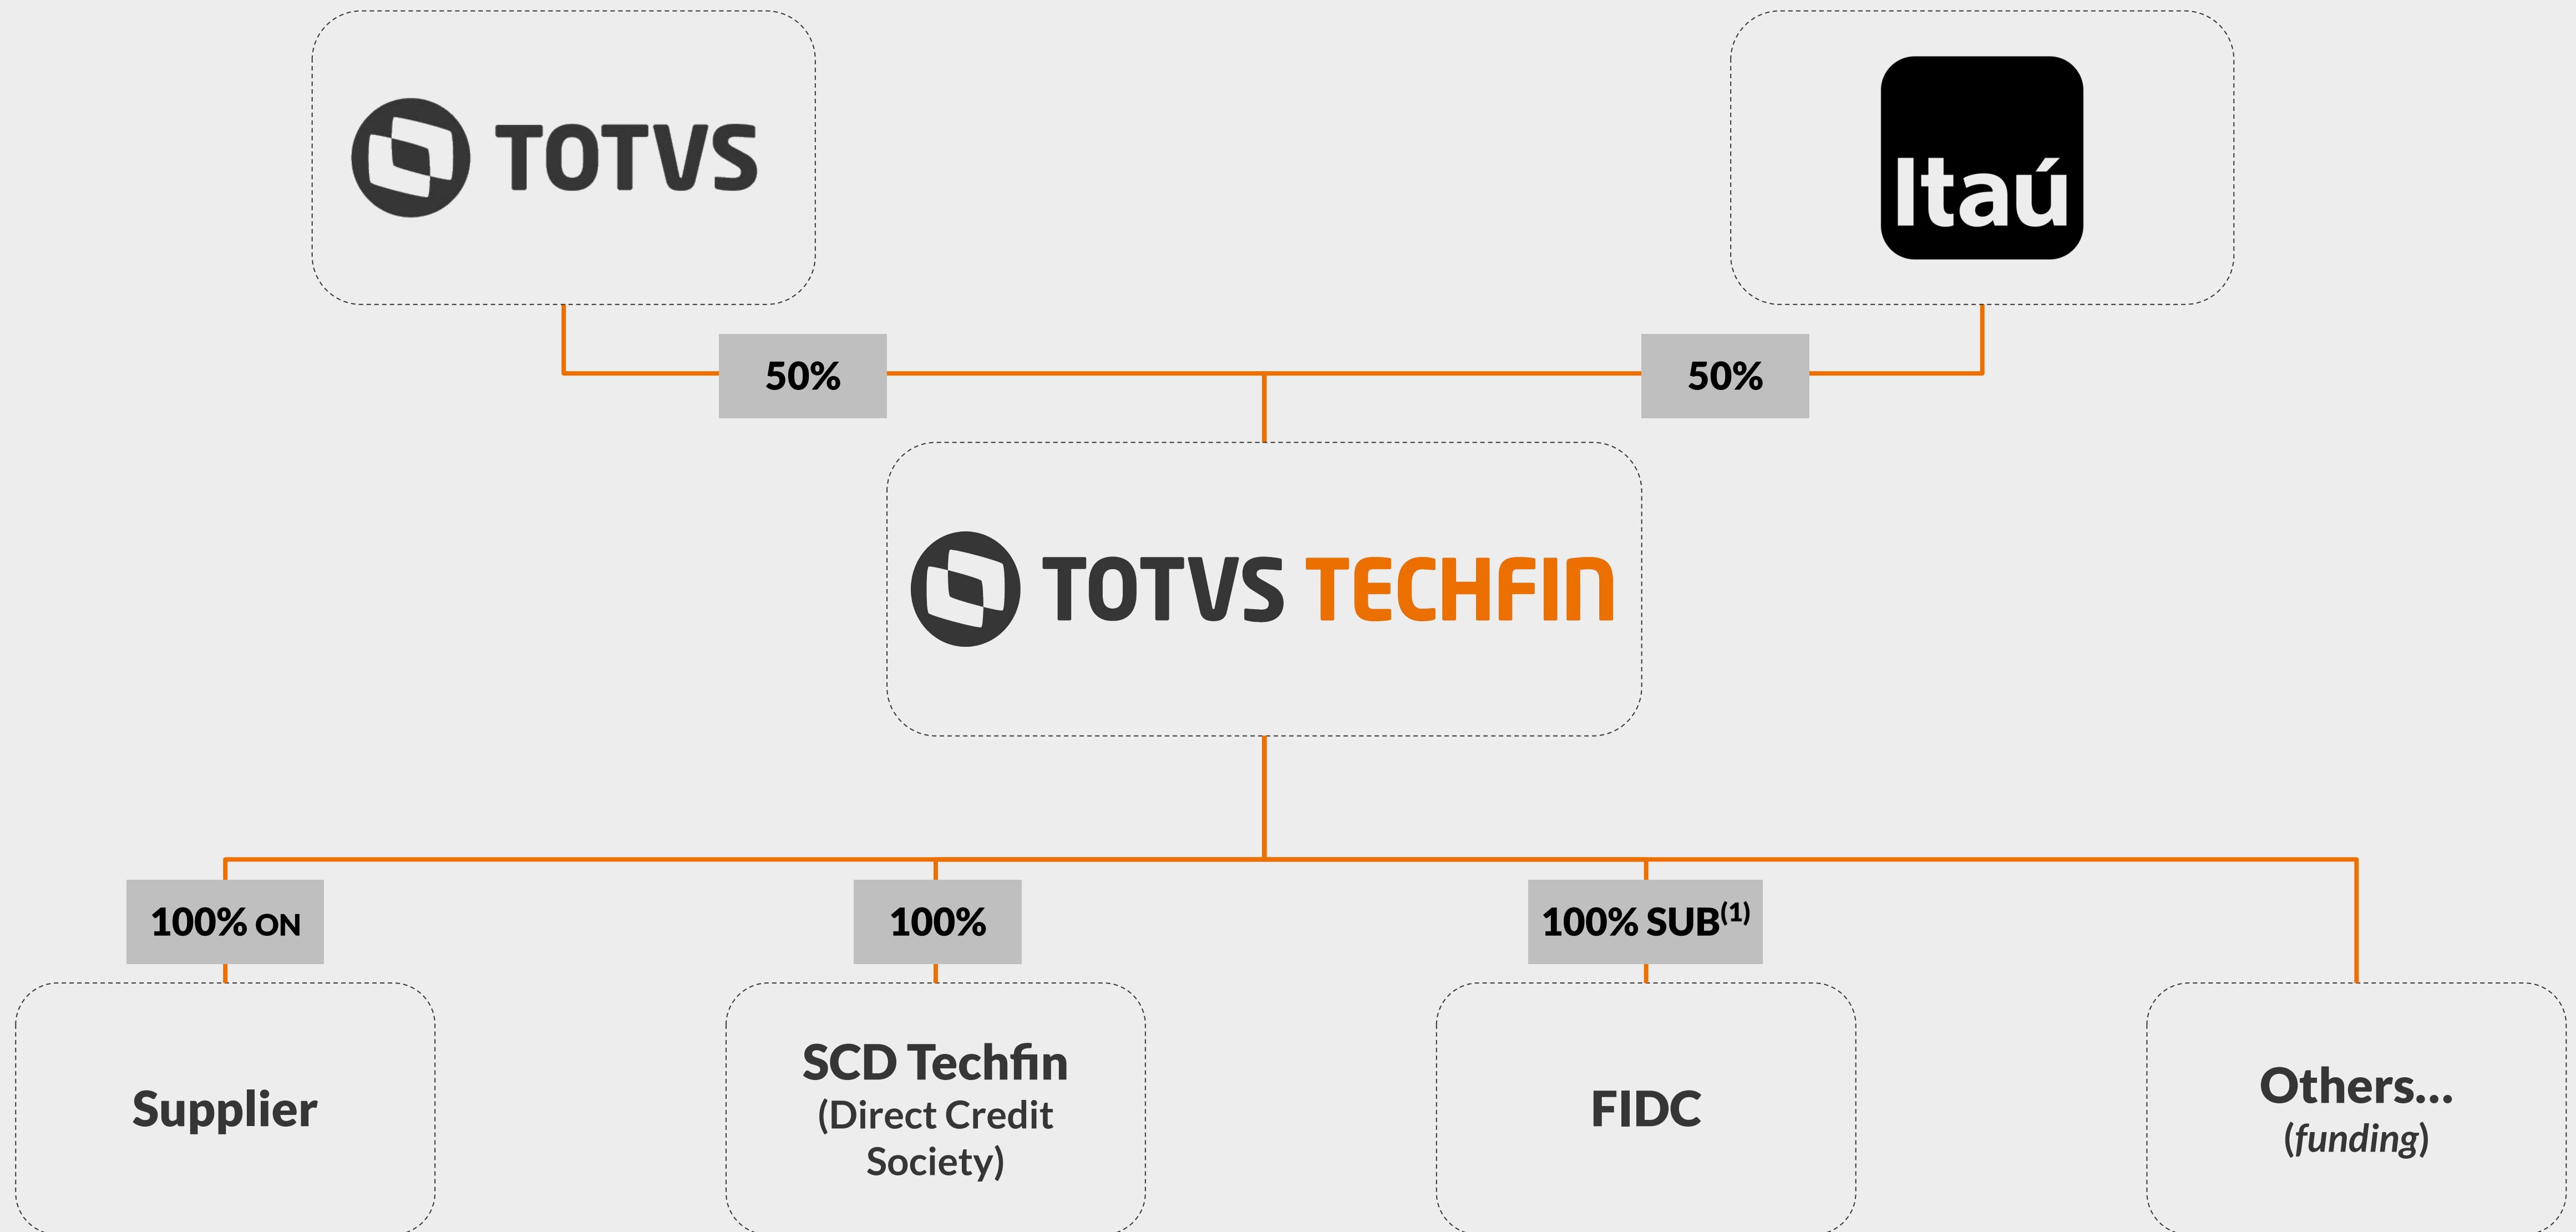 TOTVS
Itaú
50%
50%
TOTVS TECHFIN
100% ON
100%
100% SUB(1)
Supplier
SCD Techfin
(Direct Credit
Society)
FIDC
Others...
(funding)